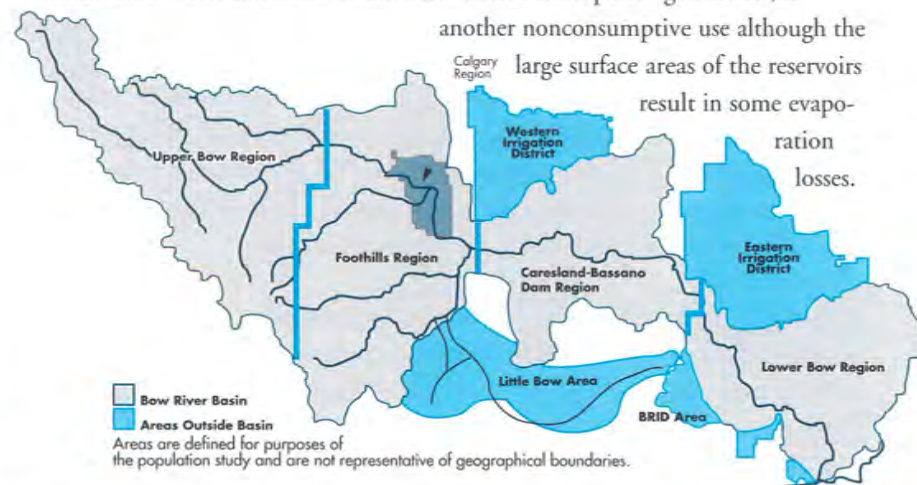 another nonconsumptive use although the
large surface areas of the reservoirs
result in some evapo-
ration
losses.
Calgary
Region
Western
Irrigation
District
Upper Bow Region
Foothills Region
Caresland-Bassano
Dam Region
Eastern
Irrigation
District
Little Bow Area
Lower Bow Region
BRID Area
Bow River Basin
Areas Outside Basin
Areas are defined for purposes of
the population study and are not representative of geographical boundaries.